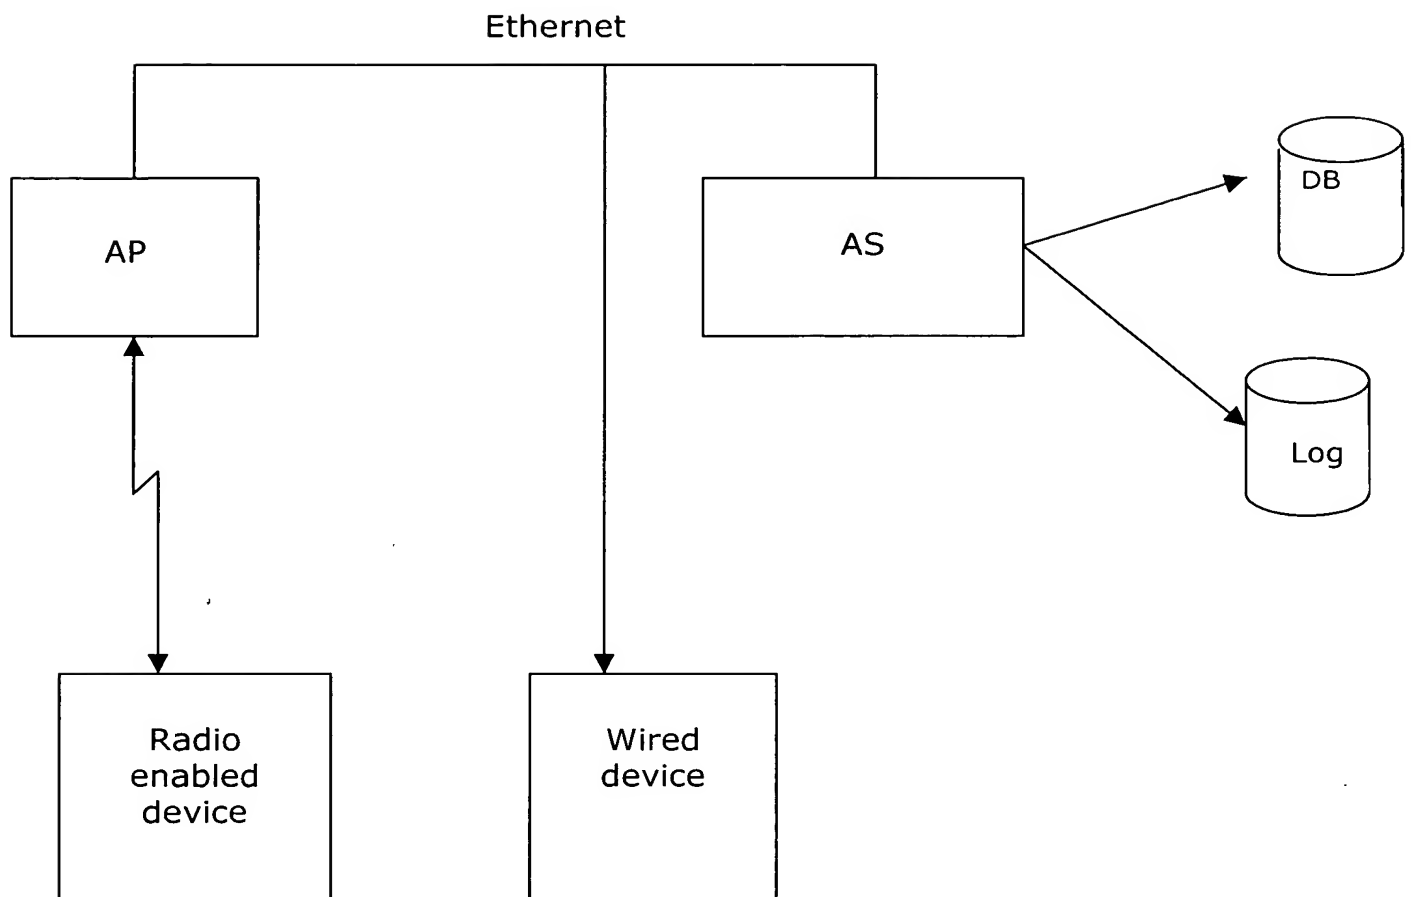 Ethernet
DB
AP
AS
Log
Radio
enabled
device
Wired
device